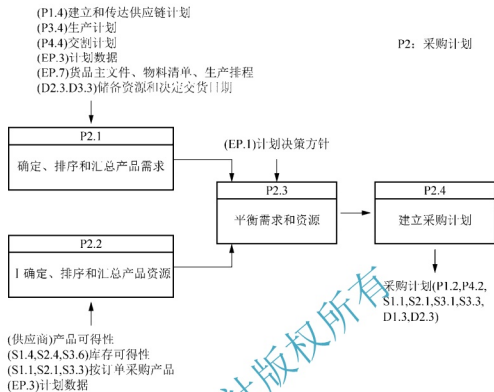 (P1.4)建立和传达供应链计划
(P3.4)生产计划
(P4.4)交割计划
(EP.3)计划数据
(EP.7)货品主文件、物料清单、生产排程
(D2.3.D3.3)储备资源和决定交货日期
P2：采购计划
P2.1
确定、排序和汇总产品需求
(EP.1)计划决策方针
P2.3
平衡需求和资源
P2.4
建立采购计划
P2.2
1确定、排序和汇总产品资源
采购计划(P1.2,P4.2,
S1.1,S2.1,S3.1,S3.3,
D1.3,D2.3)
(供应商)产品可得性
(S1.4,S2.4,S3.6)库存可得性
(S1.1,S2.1,S3.3)按订单采购产品
(EP.3)计划数据
版权所有